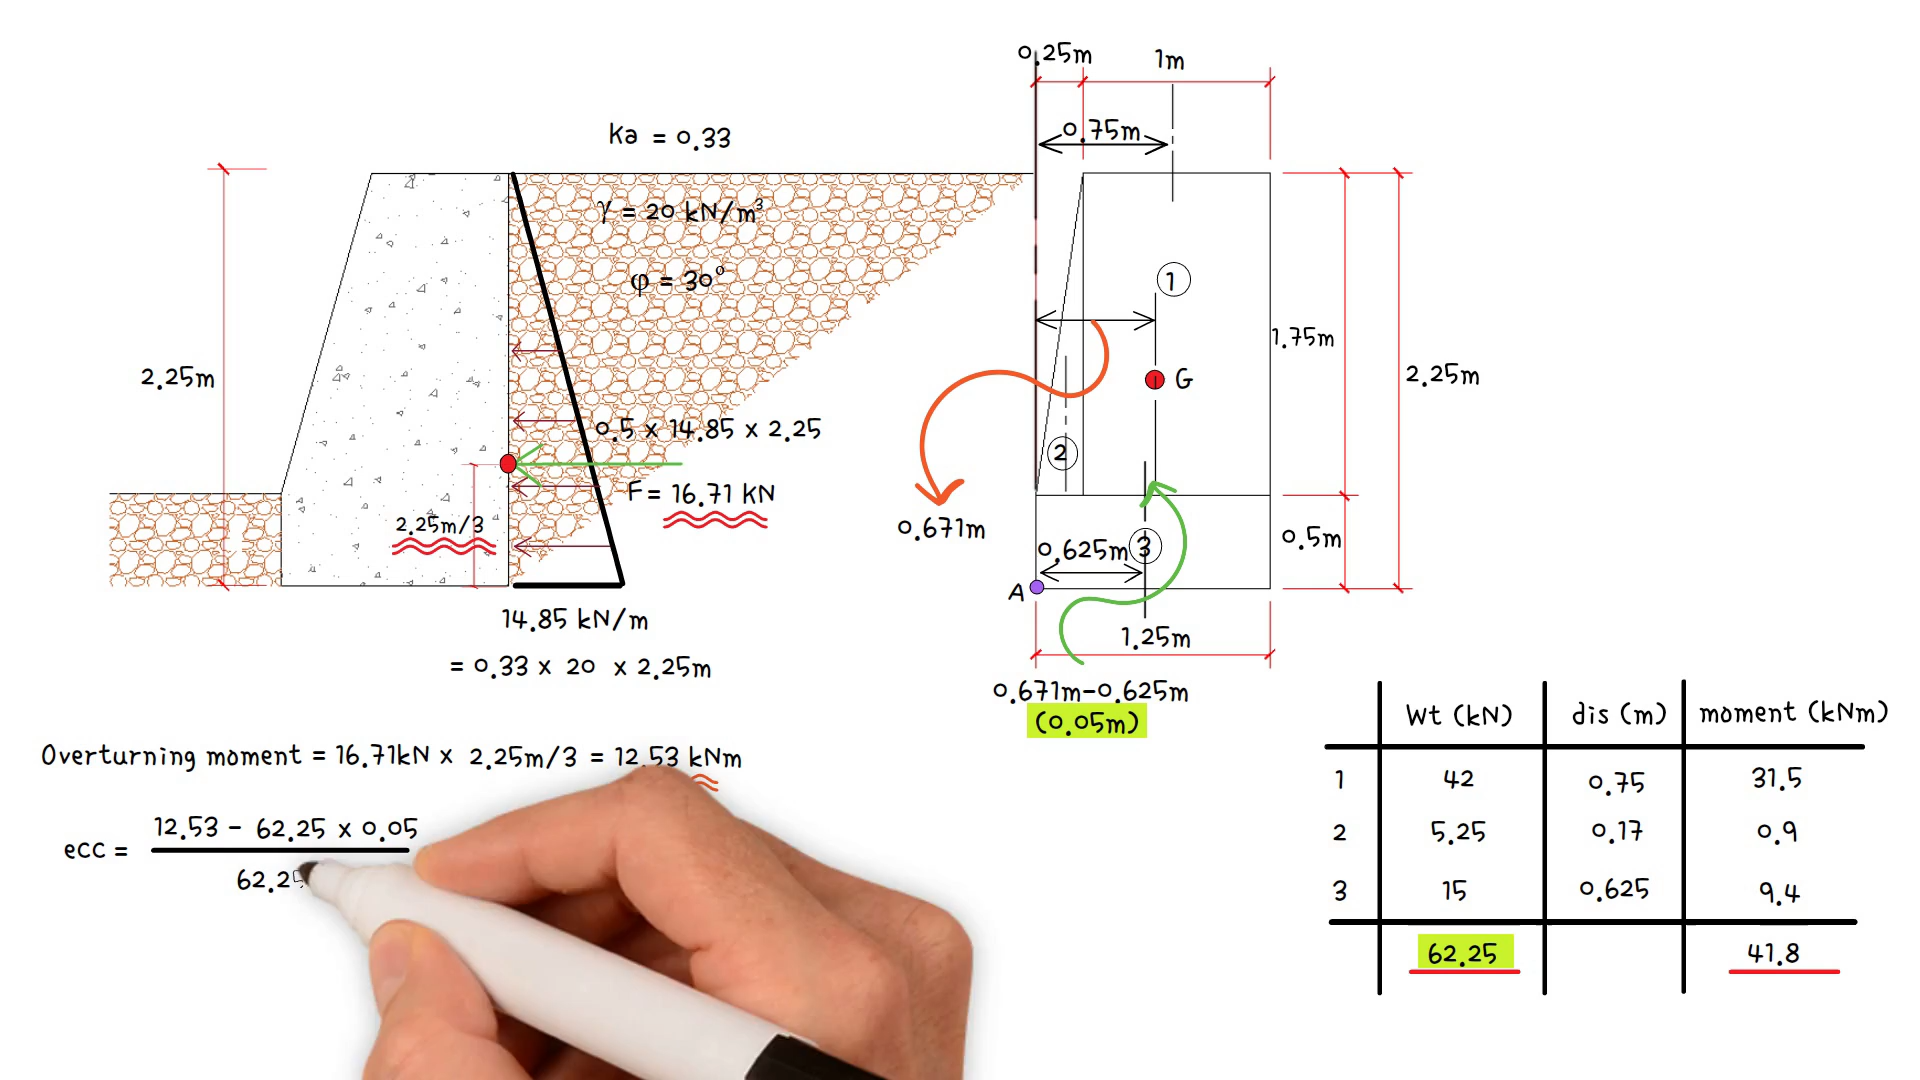 0.25m
1m
0.75m
ka = 0.33
γ = 20 kN/m³
φ = 30°
1
1.75m
2.25m
2.25m
G
0.5 x 14.85 x 2.25
2
F = 16.71 kN
2.25m/3
0.671m
0.625m
3
0.5m
A
14.85 kN/m
1.25m
= 0.33 x 20 x 2.25m
0.671m-0.625m
(0.05m)
Wt (kN) dis (m) moment (kNm)
1 42 0.75 31.5
2 5.25 0.17 0.9
3 15 0.625 9.4
62.25 41.8
Overturning moment = 16.71kN x 2.25m/3 = 12.53 kNm
12.53 - 62.25 x 0.05
ecc =
62.25